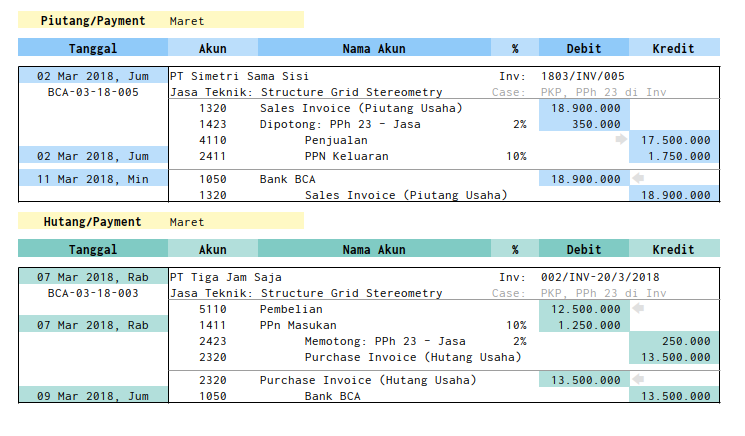 Piutang/Payment Maret
Tanggal Akun Nama Akun % Debit Kredit
02 Mar 2018, Jum PT Simetri Sama Sisi Inv: 1803/INV/005
BCA-03-18-005 Jasa Teknik: Structure Grid Stereometry Case: PKP, PPh 23 di Inv
1320 Sales Invoice (Piutang Usaha) 18.900.000
1423 Dipotong: PPh 23 - Jasa 2% 350.000
4110 Penjualan 17.500.000
02 Mar 2018, Jum 2411 PPN Keluaran 10% 1.750.000
11 Mar 2018, Min 1050 Bank BCA 18.900.000
1320 Sales Invoice (Piutang Usaha) 18.900.000
Hutang/Payment Maret
Tanggal Akun Nama Akun % Debit Kredit
07 Mar 2018, Rab PT Tiga Jam Saja Inv: 002/INV-20/3/2018
BCA-03-18-003 Jasa Teknik: Structure Grid Stereometry Case: PKP, PPh 23 di Inv
5110 Pembelian 12.500.000
07 Mar 2018, Rab 1411 PPn Masukan 10% 1.250.000
2423 Memotong: PPh 23 - Jasa 2% 250.000
2320 Purchase Invoice (Hutang Usaha) 13.500.000
2320 Purchase Invoice (Hutang Usaha) 13.500.000
09 Mar 2018, Jum 1050 Bank BCA 13.500.000